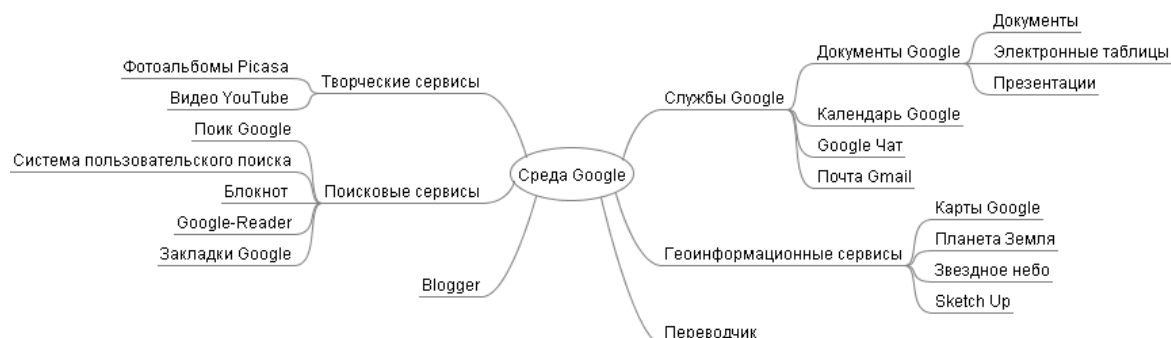 Среда Google
Творческие сервисы
Фотоальбомы Picasa
Видео YouTube
Поисковые сервисы
Поик Google
Система пользовательского поиска
Блокнот
Google-Reader
Закладки Google
Blogger
Службы Google
Документы Google
Документы
Электронные таблицы
Презентации
Календарь Google
Google Чат
Почта Gmail
Геоинформационные сервисы
Карты Google
Планета Земля
Звездное небо
Sketch Up
Переводчик